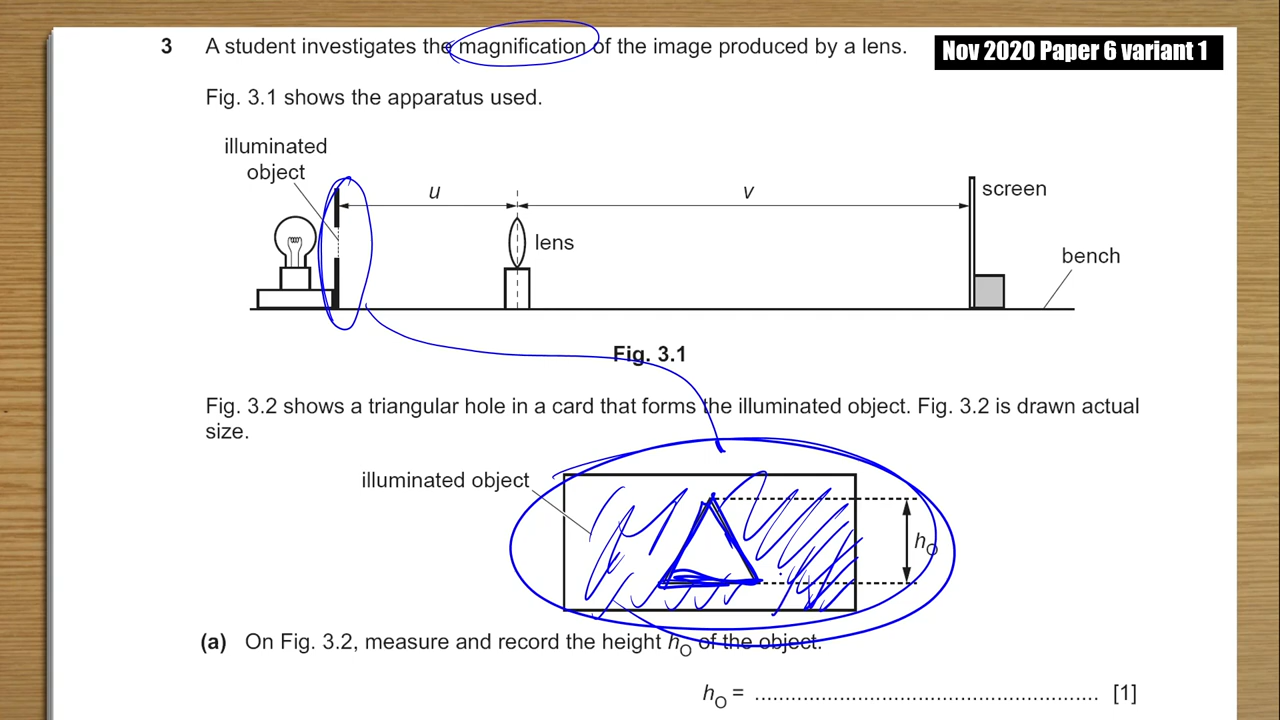 3 A student investigates the magnification of the image produced by a lens.
Nov 2020 Paper 6 variant 1
Fig. 3.1 shows the apparatus used.
illuminated
object
u
v
screen
lens
bench
Fig. 3.1
Fig. 3.2 shows a triangular hole in a card that forms the illuminated object. Fig. 3.2 is drawn actual
size.
illuminated object
hO
(a) On Fig. 3.2, measure and record the height hO of the object.
hO = ......................................................... [1]